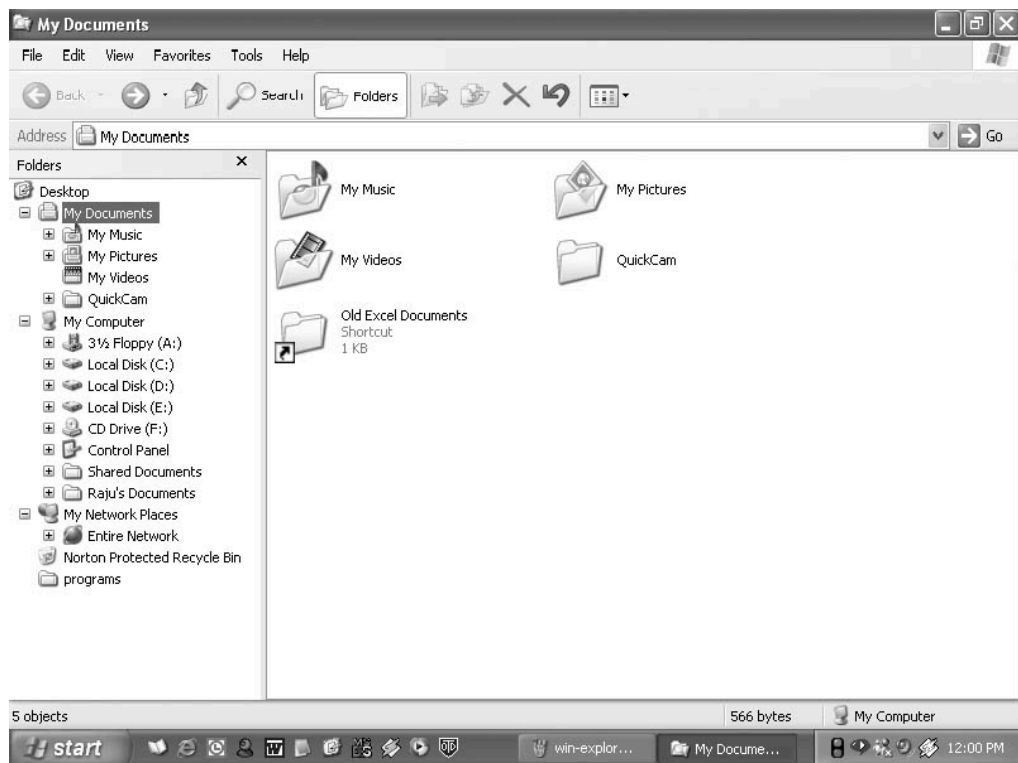 My Documents
File Edit View Favorites Tools Help
Back Search Folders
Address My Documents Go
Folders
Desktop
My Documents
My Music
My Pictures
My Videos
QuickCam
My Computer
3½ Floppy (A:)
Local Disk (C:)
Local Disk (D:)
Local Disk (E:)
CD Drive (F:)
Control Panel
Shared Documents
Raju's Documents
My Network Places
Entire Network
Norton Protected Recycle Bin
programs
My Music
My Pictures
My Videos
QuickCam
Old Excel Documents
Shortcut
1 KB
5 objects 566 bytes My Computer
start win-explor... My Docume... 12:00 PM